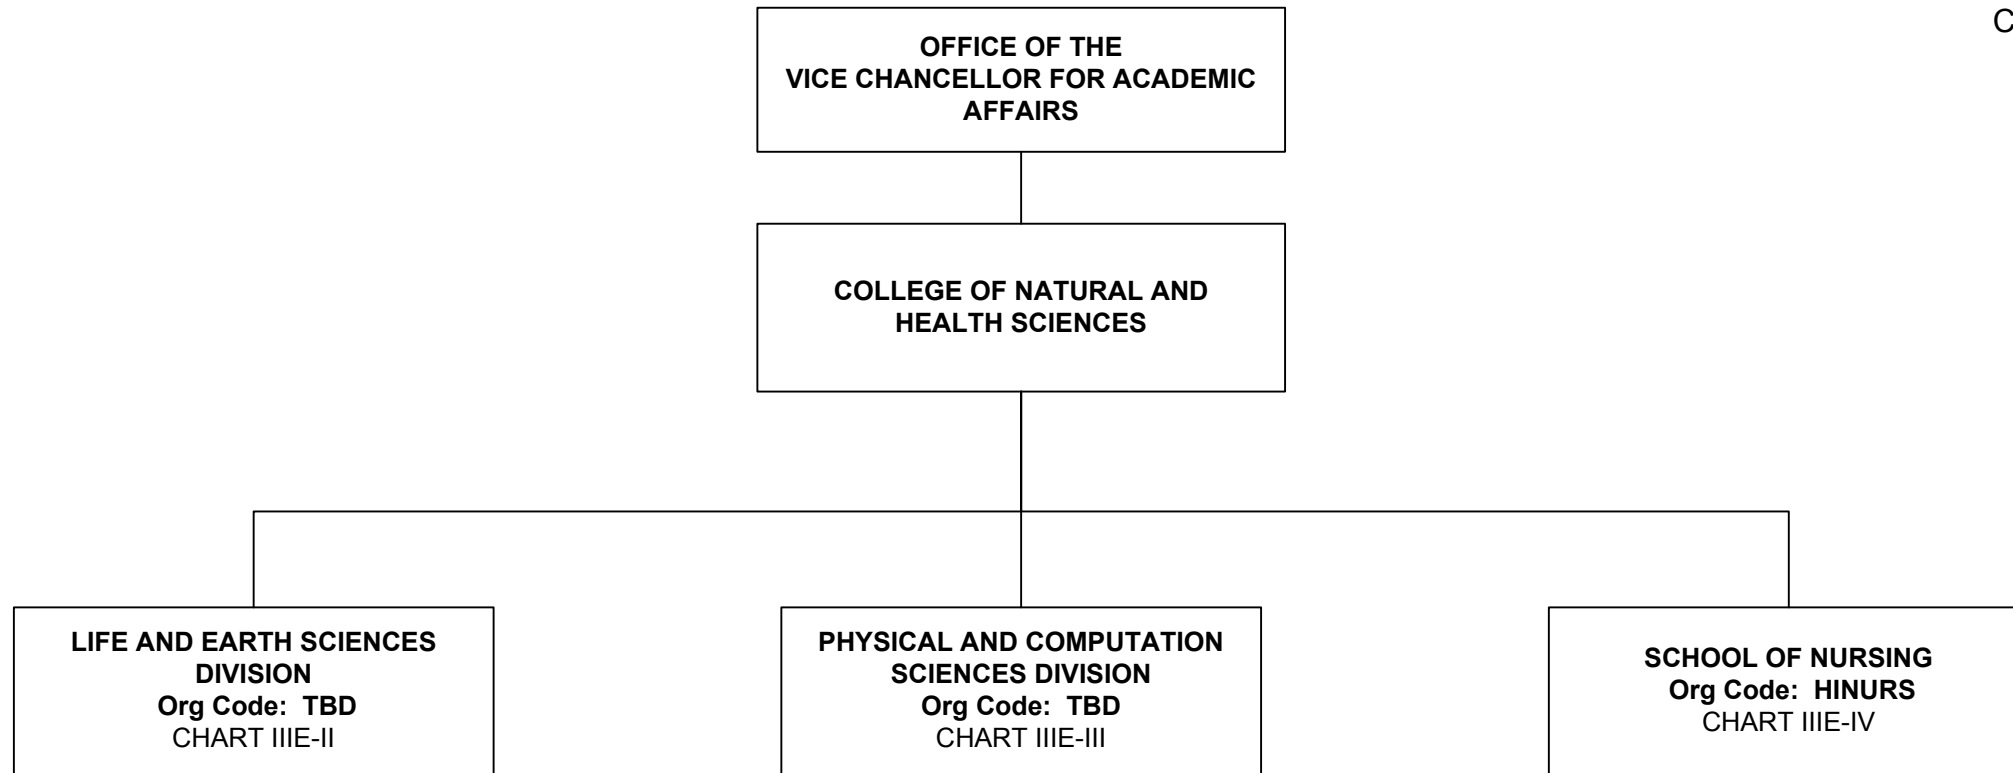 OFFICE OF THE
VICE CHANCELLOR FOR ACADEMIC
AFFAIRS
COLLEGE OF NATURAL AND
HEALTH SCIENCES
LIFE AND EARTH SCIENCES
DIVISION
Org Code: TBD
CHART IIIE-II
PHYSICAL AND COMPUTATION
SCIENCES DIVISION
Org Code: TBD
CHART IIIE-III
SCHOOL OF NURSING
Org Code: HINURS
CHART IIIE-IV